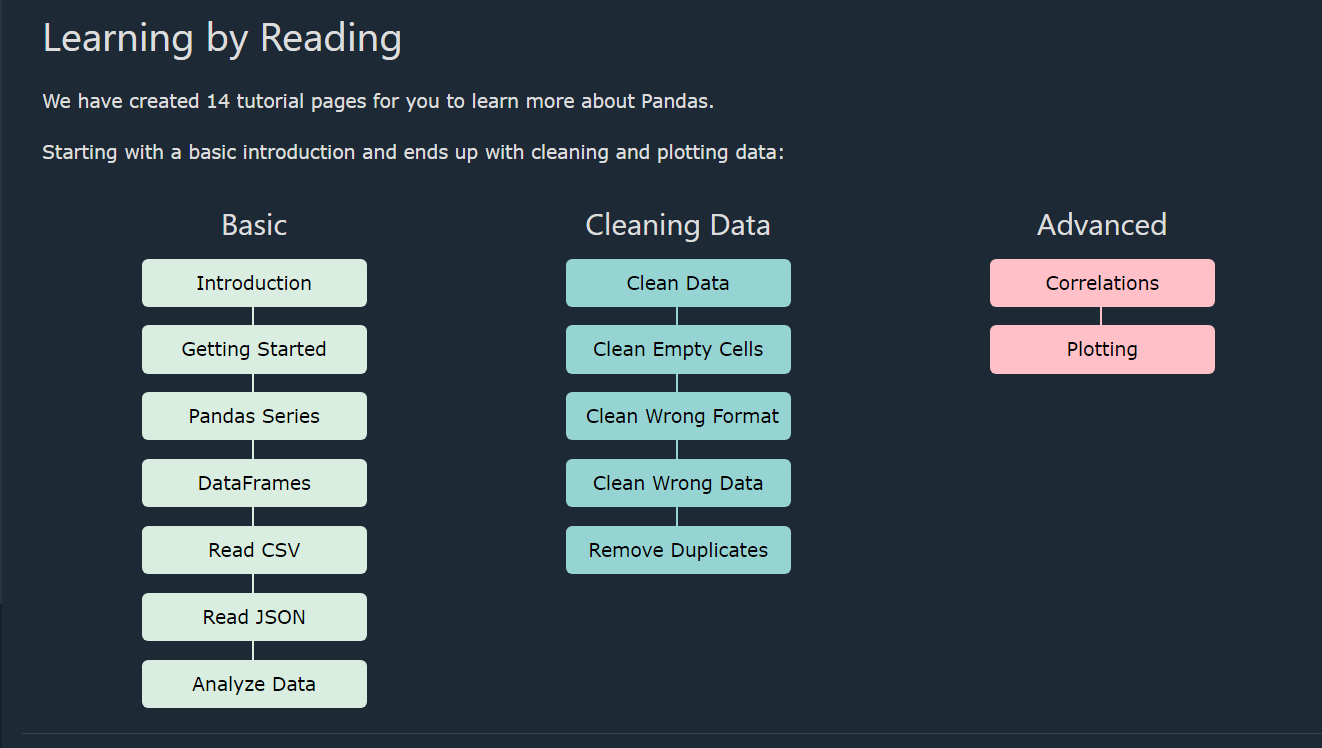 Learning by Reading
We have created 14 tutorial pages for you to learn more about Pandas.
Starting with a basic introduction and ends up with cleaning and plotting data:
Basic
Introduction
Getting Started
Pandas Series
DataFrames
Read CSV
Read JSON
Analyze Data
Cleaning Data
Clean Data
Clean Empty Cells
Clean Wrong Format
Clean Wrong Data
Remove Duplicates
Advanced
Correlations
Plotting